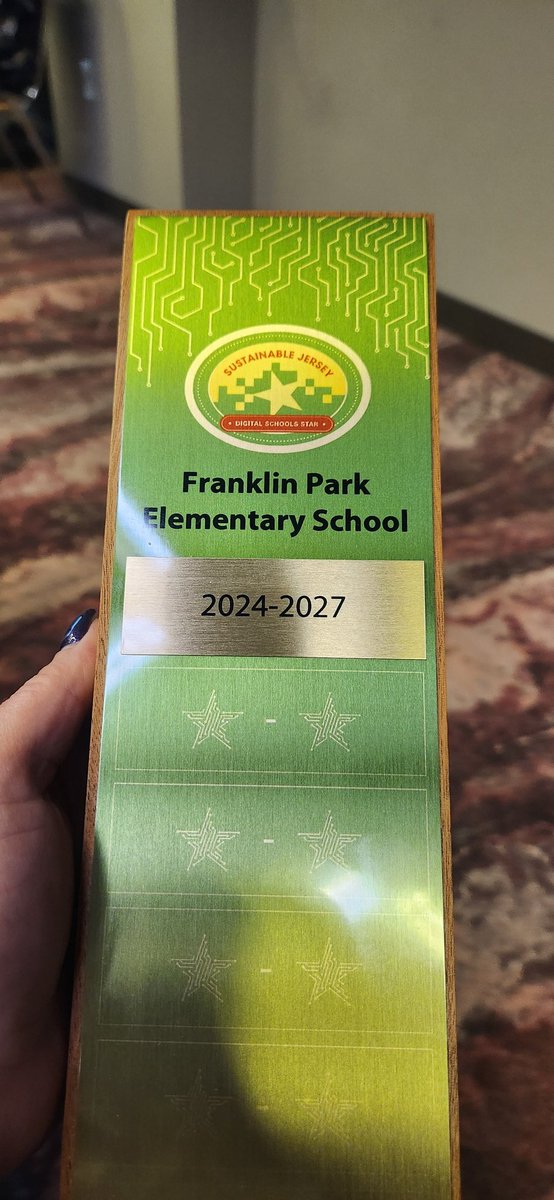 SUSTAINABLE JERSEY
• DIGITAL SCHOOLS STAR •
Franklin Park
Elementary School
2024-2027
-
-
-
-